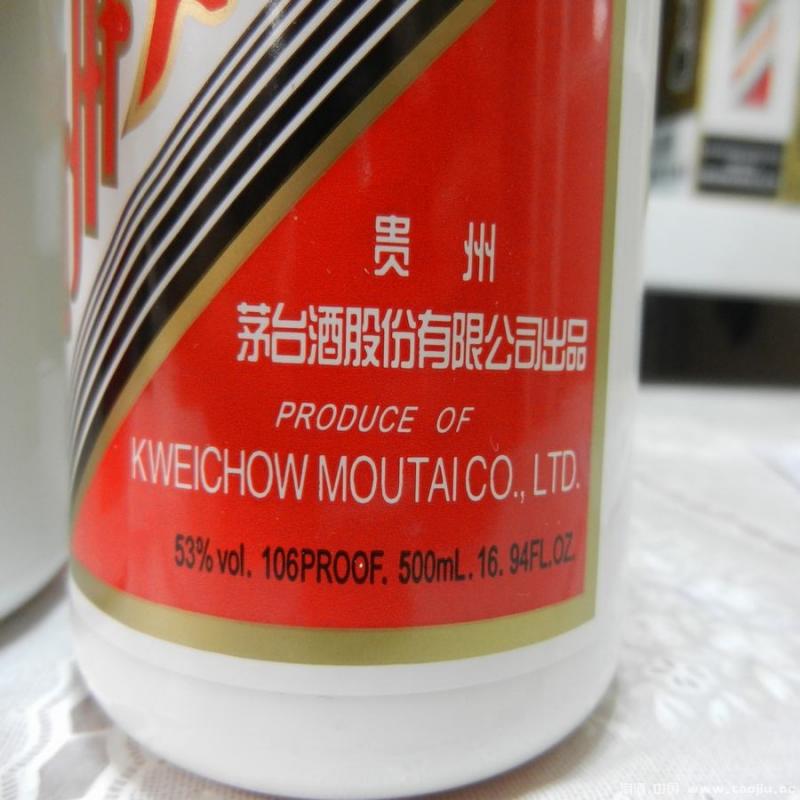 贵州
茅台酒股份有限公司出品
PRODUCE OF
KWEICHOW MOUTAI CO., LTD.
53% vol. 106PROOF. 500mL. 16. 94FL.OZ.